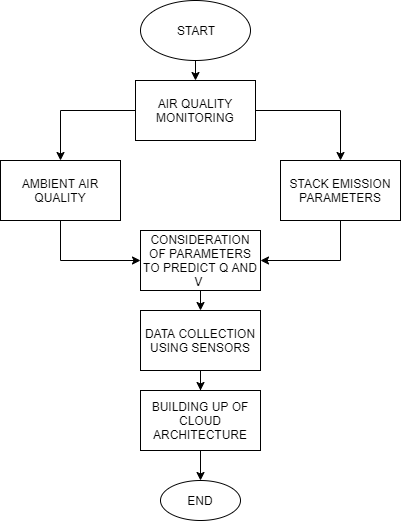 START
AIR QUALITY
MONITORING
AMBIENT AIR
QUALITY
STACK EMISSION
PARAMETERS
CONSIDERATION
OF PARAMETERS
TO PREDICT Q AND
V
DATA COLLECTION
USING SENSORS
BUILDING UP OF
CLOUD
ARCHITECTURE
END